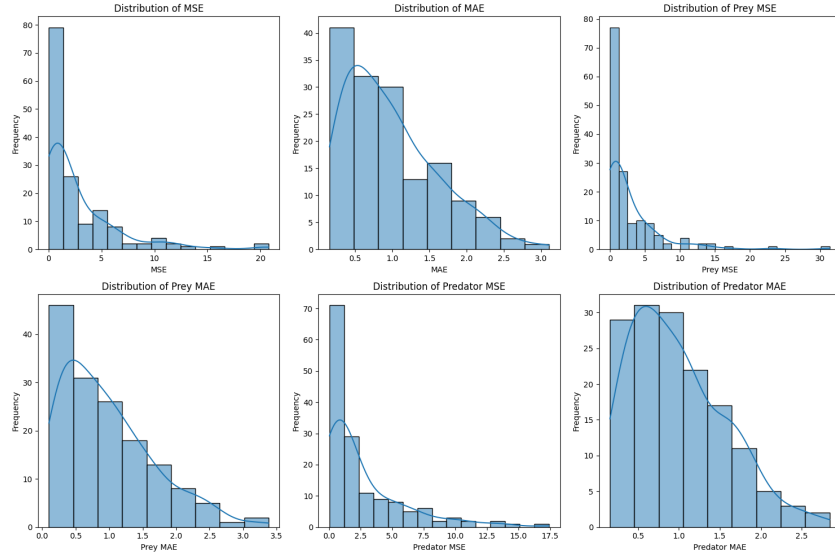 Distribution of MSE
Frequency
80
70
60
50
40
30
20
10
0
0 5 10 15 20
MSE
Distribution of MAE
Frequency
40
35
30
25
20
15
10
5
0
0.5 1.0 1.5 2.0 2.5 3.0
MAE
Distribution of Prey MSE
Frequency
80
70
60
50
40
30
20
10
0
0 5 10 15 20 25 30
Prey MSE
Distribution of Prey MAE
Frequency
40
30
20
10
0
0.0 0.5 1.0 1.5 2.0 2.5 3.0 3.5
Prey MAE
Distribution of Predator MSE
Frequency
70
60
50
40
30
20
10
0
0.0 2.5 5.0 7.5 10.0 12.5 15.0 17.5
Predator MSE
Distribution of Predator MAE
Frequency
30
25
20
15
10
5
0
0.5 1.0 1.5 2.0 2.5
Predator MAE